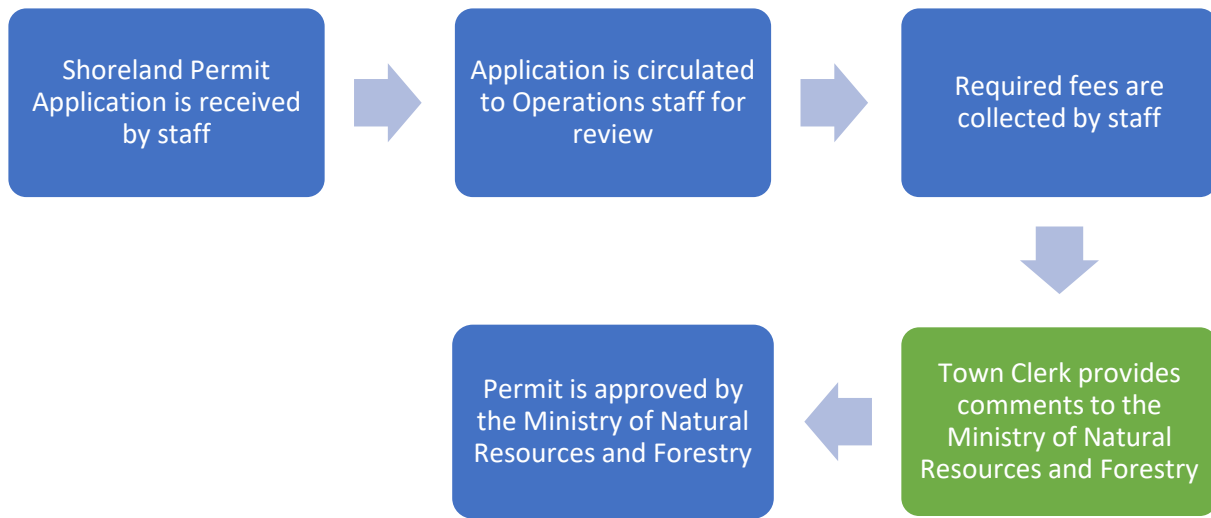 Shoreland Permit
Application is received
by staff
Application is circulated
to Operations staff for
review
Required fees are
collected by staff
Town Clerk provides
comments to the
Ministry of Natural
Resources and Forestry
Permit is approved by
the Ministry of Natural
Resources and Forestry